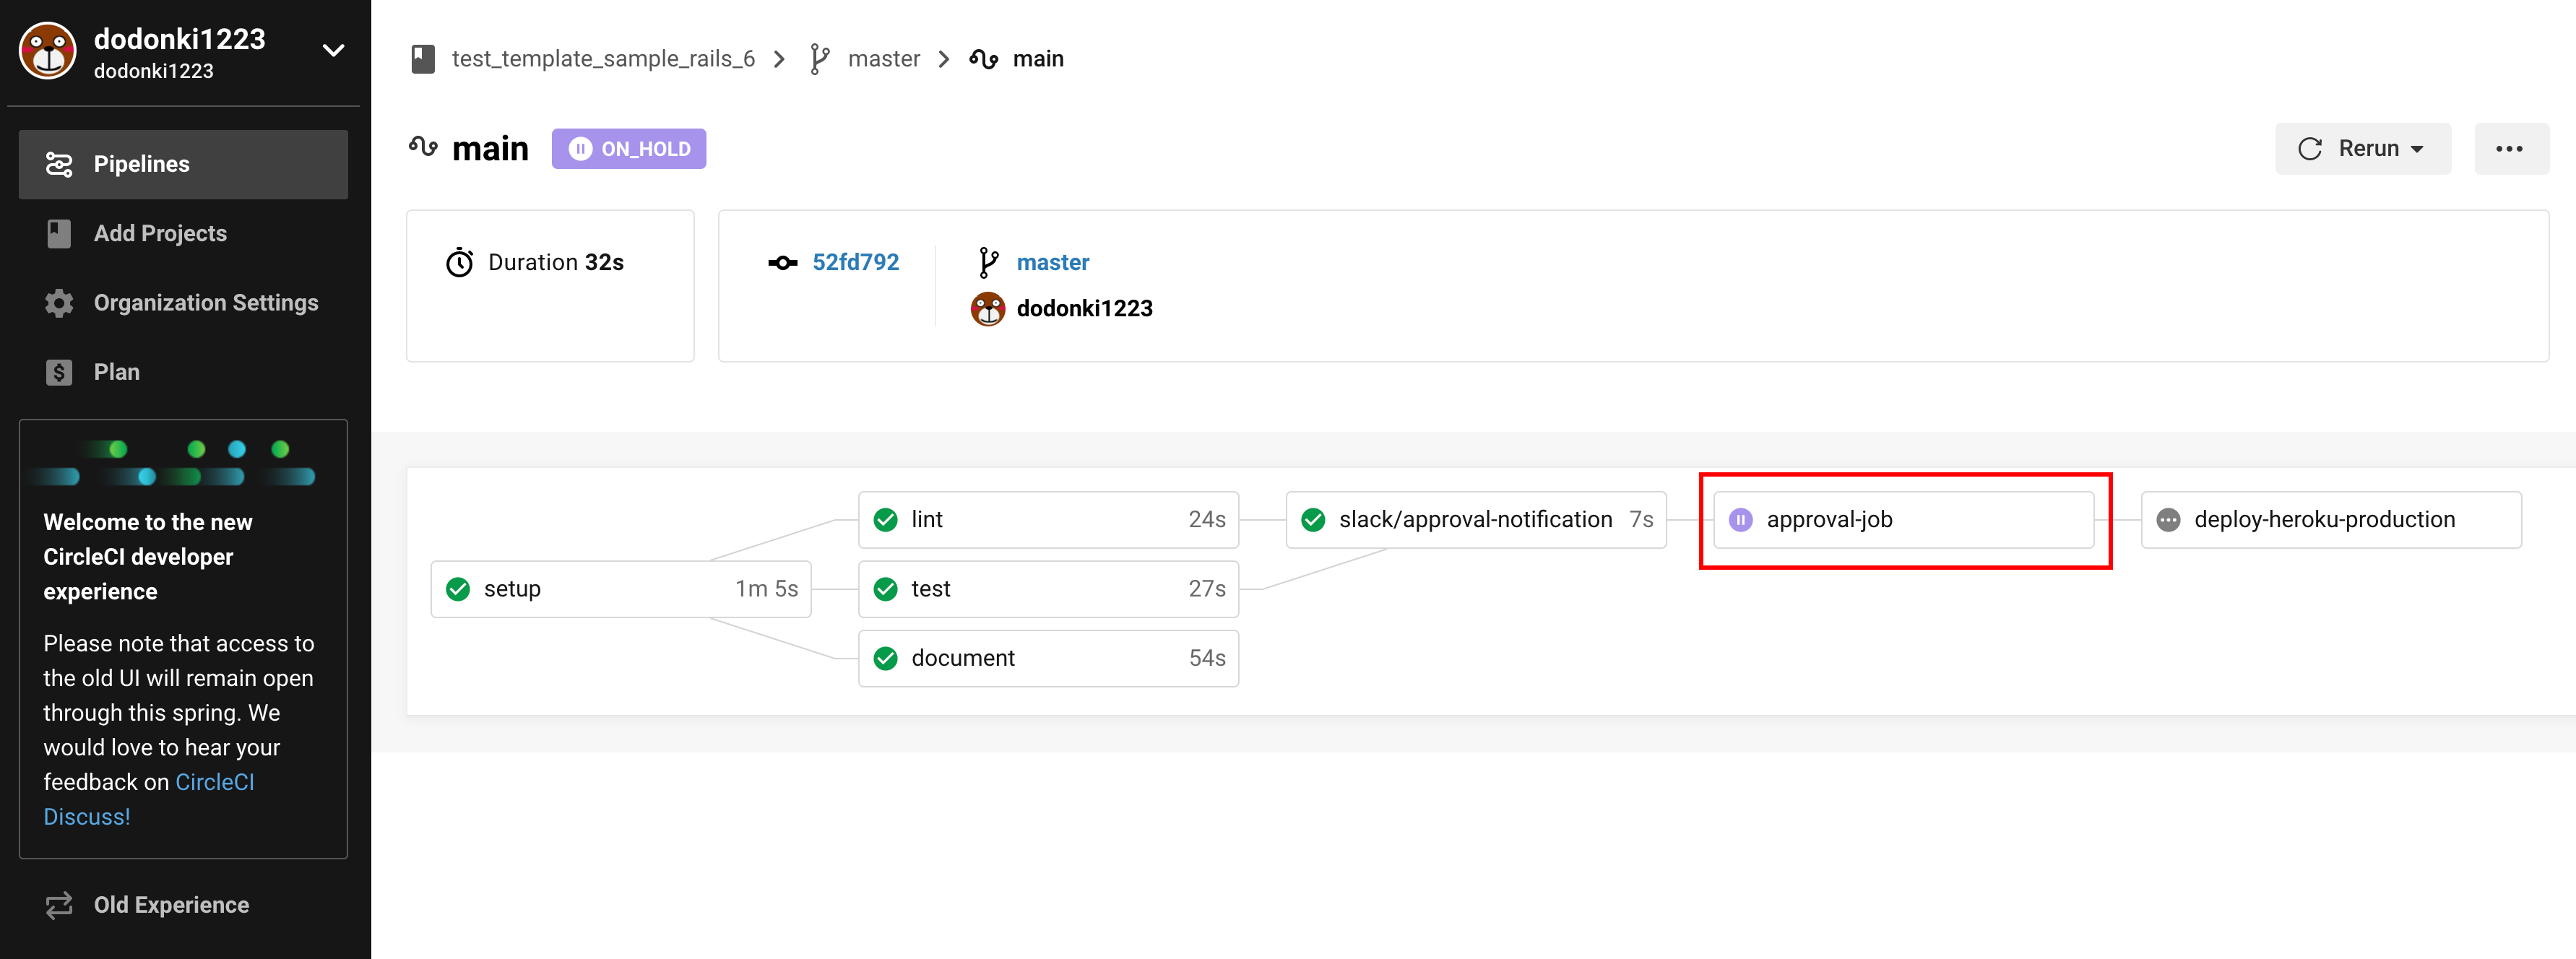 dodonki1223
dodonki1223
Pipelines
Add Projects
Organization Settings
Plan
Welcome to the new
CircleCI developer
experience
Please note that access to
the old UI will remain open
through this spring. We
would love to hear your
feedback on CircleCI
Discuss!
Old Experience
test_template_sample_rails_6 master main
main ON_HOLD
Rerun
Duration 32s
52fd792
master
dodonki1223
setup 1m 5s
lint 24s
test 27s
document 54s
slack/approval-notification 7s
approval-job
deploy-heroku-production